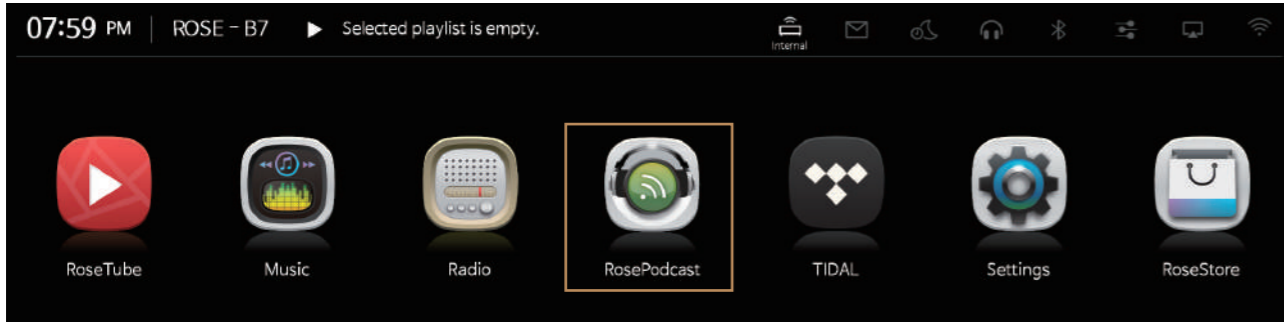 07:59 PM ROSE – B7 Selected playlist is empty.
Internal
RoseTube Music Radio RosePodcast TIDAL Settings RoseStore